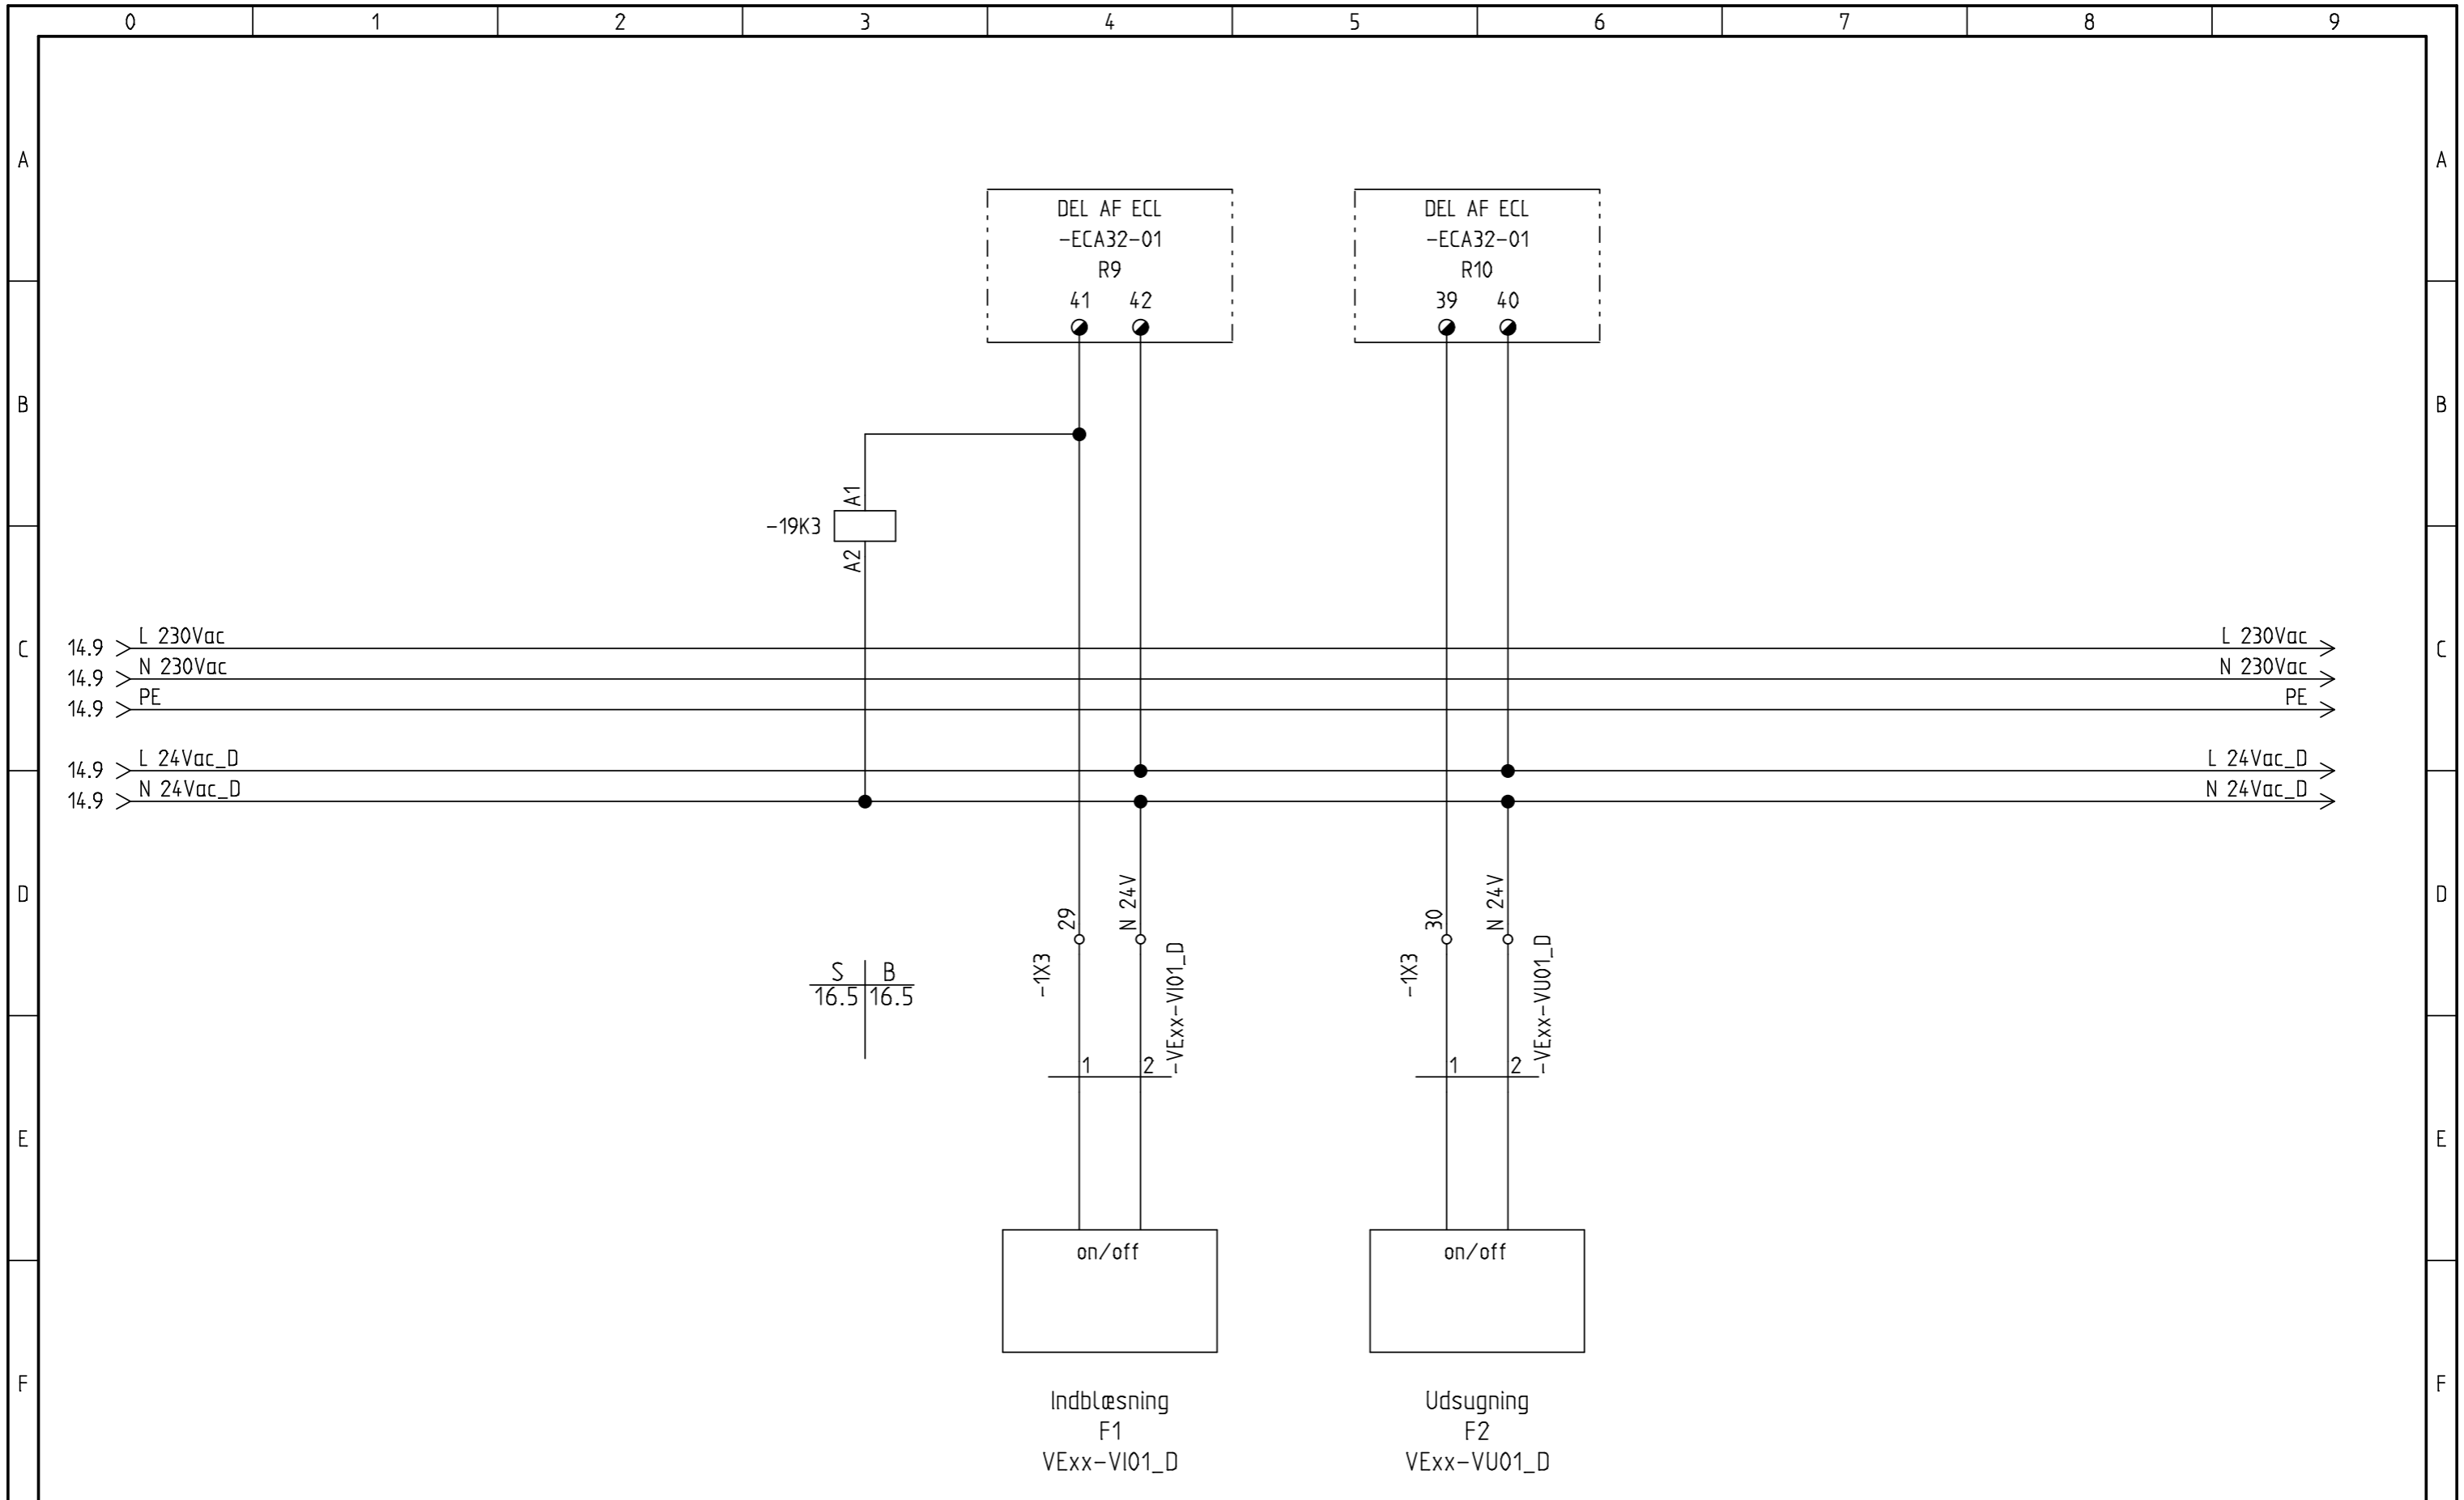 0 1 2 3 4 5 6 7 8 9
A A
DEL AF ECL
-ECA32-01
R9
41 42
DEL AF ECL
-ECA32-01
R10
39 40
B B
A1
-19K3
A2
C C
14.9 L 230Vac L 230Vac
14.9 N 230Vac N 230Vac
14.9 PE PE
14.9 L 24Vac_D L 24Vac_D
14.9 N 24Vac_D N 24Vac_D
D D
29 N 24V
-1X3
-VExx-VI01_D
30 N 24V
-1X3
-VExx-VU01_D
S B
16.5 16.5
1 2
1 2
E E
on/off
on/off
F F
Indblæsning
F1
VExx-VI01_D
Udsugning
F2
VExx-VU01_D